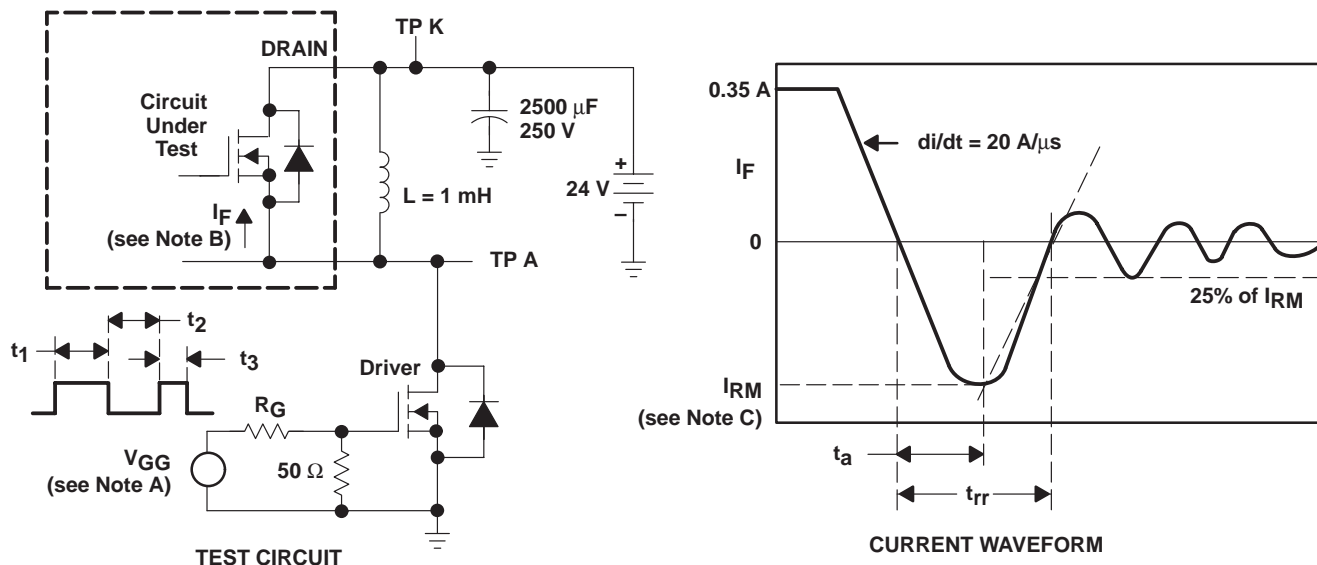 TP K
DRAIN
Circuit
Under
Test
2500 μF
250 V
+
24 V
–
L = 1 mH
IF
(see Note B)
TP A
t2
t1
t3
Driver
RG
VGG
(see Note A)
50 Ω
TEST CIRCUIT
0.35 A
di/dt = 20 A/μs
IF
0
25% of IRM
IRM
(see Note C)
ta
trr
CURRENT WAVEFORM